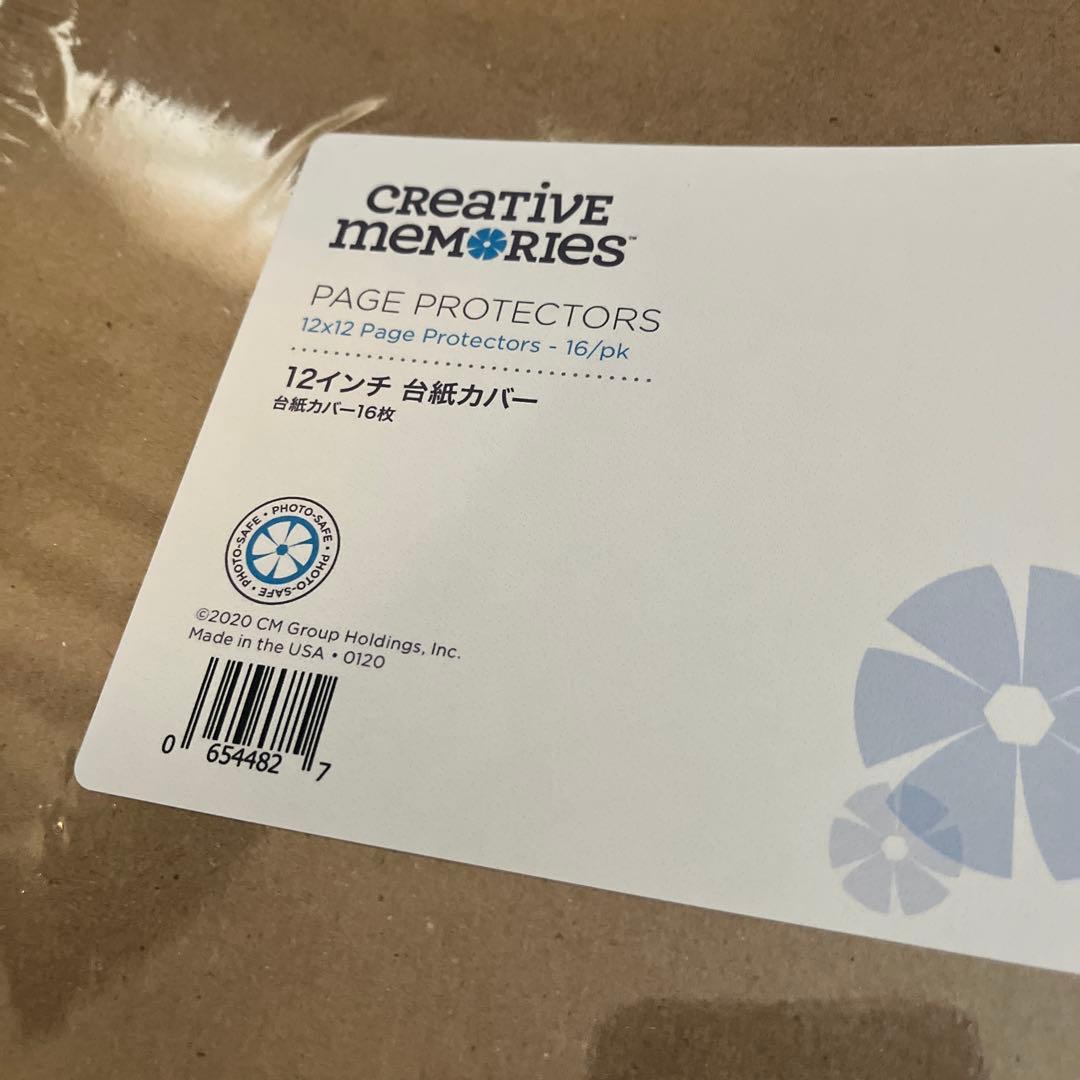 CREATIVE
MEMORIES™
PAGE PROTECTORS
12x12 Page Protectors - 16/pk
12インチ 台紙カバー
台紙カバー16枚
PHOTO-SAFE • PHOTO-SAFE • PHOTO-SAFE •
©2020 CM Group Holdings, Inc.
Made in the USA • 0120
0 654482 7